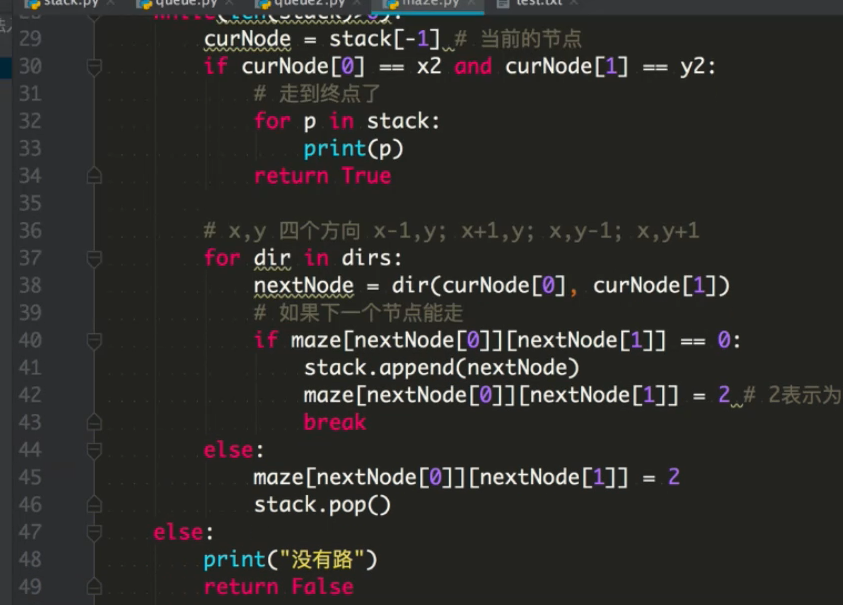 stack.py queue.py queue2.py maze.py test.txt
28 while(len(stack)>0):
29 curNode = stack[-1] # 当前的节点
30 if curNode[0] == x2 and curNode[1] == y2:
31 # 走到终点了
32 for p in stack:
33 print(p)
34 return True
35
36 # x,y 四个方向 x-1,y; x+1,y; x,y-1; x,y+1
37 for dir in dirs:
38 nextNode = dir(curNode[0], curNode[1])
39 # 如果下一个节点能走
40 if maze[nextNode[0]][nextNode[1]] == 0:
41 stack.append(nextNode)
42 maze[nextNode[0]][nextNode[1]] = 2 # 2表示为
43 break
44 else:
45 maze[nextNode[0]][nextNode[1]] = 2
46 stack.pop()
47 else:
48 print("没有路")
49 return False